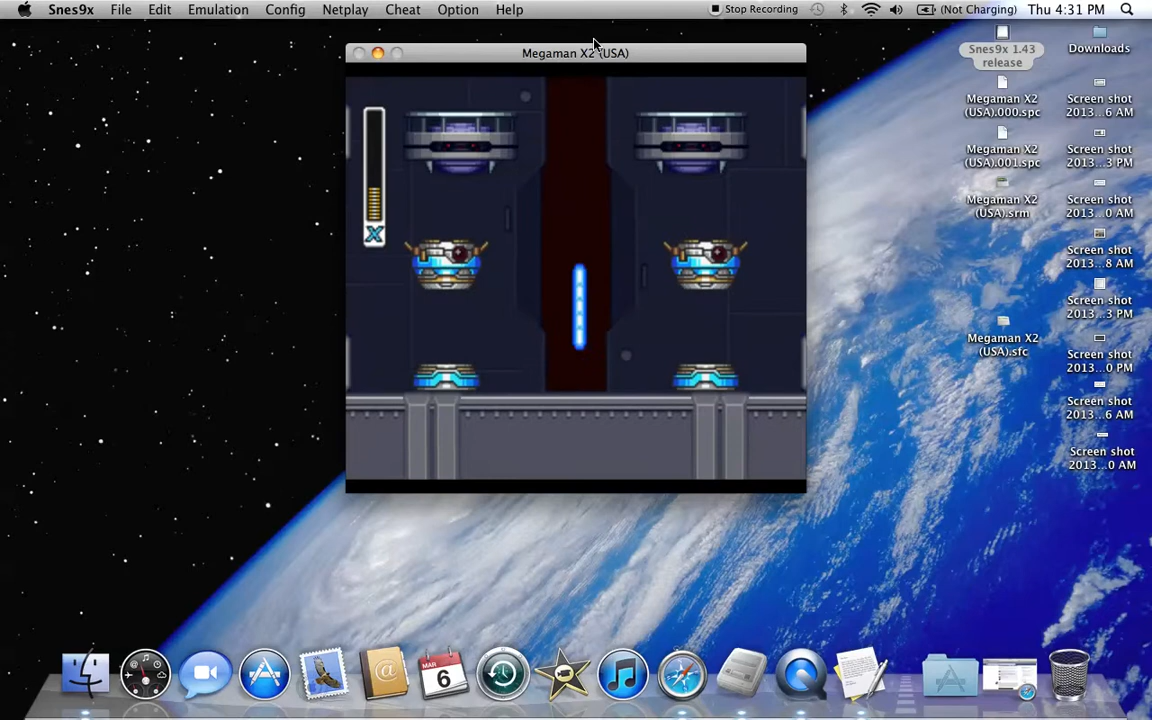 Snes9x File Edit Emulation Config Netplay Cheat Option Help Stop Recording (Not Charging) Thu 4:31 PM
Megaman X2 (USA)
X
Snes9x 1.43
release
Downloads
Megaman X2
(USA).000.spc
Screen shot
2013...6 AM
Megaman X2
(USA).001.spc
Screen shot
2013...3 PM
Megaman X2
(USA).srm
Screen shot
2013...0 AM
Screen shot
2013...8 AM
Screen shot
2013...3 PM
Megaman X2
(USA).sfc
Screen shot
2013...0 PM
Screen shot
2013...6 AM
Screen shot
2013...0 AM
MAR
6